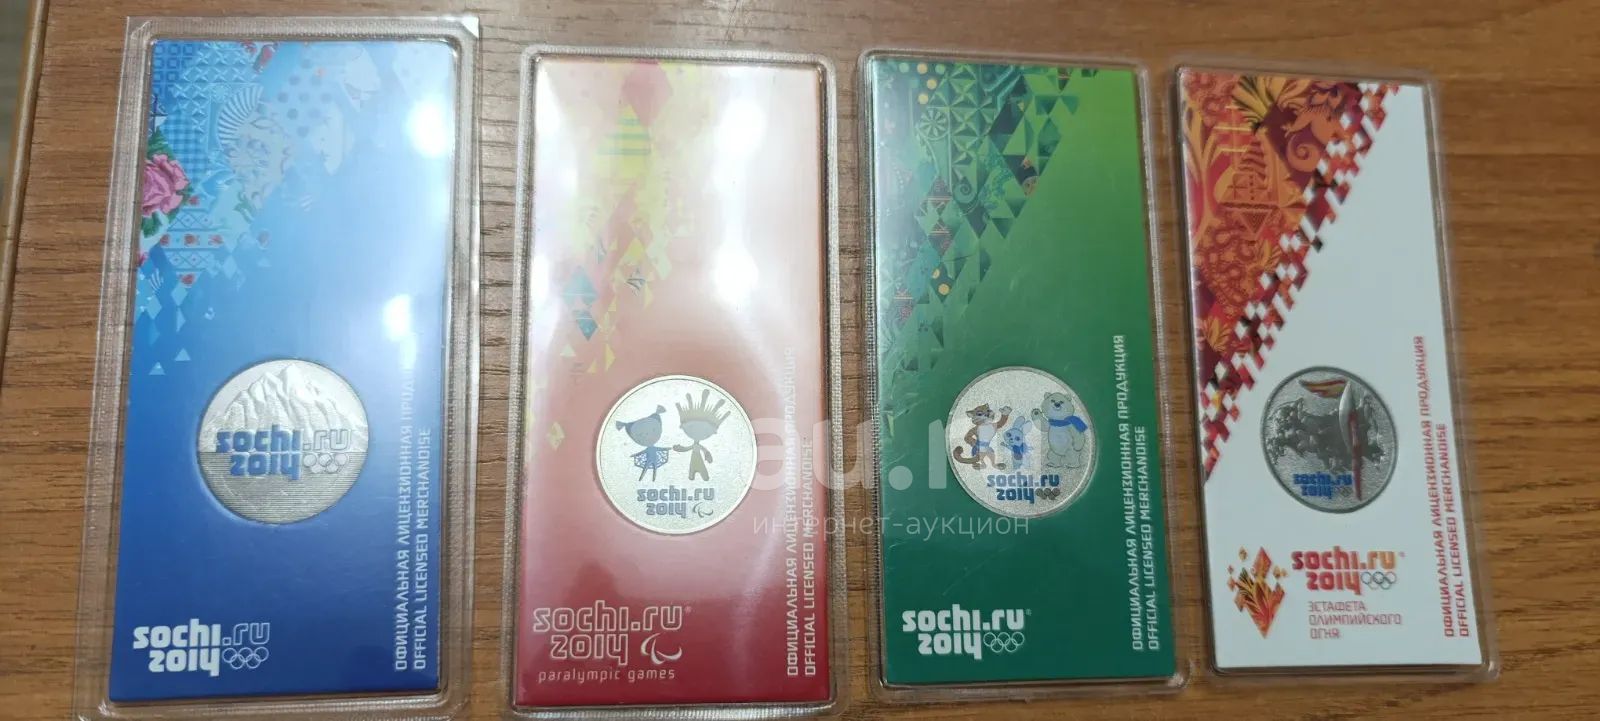 sochi.ru
2014
ОФИЦИАЛЬНАЯ ЛИЦЕНЗИОННАЯ ПРОДУКЦИЯ
OFFICIAL LICENSED MERCHANDISE
sochi.ru
2014
sochi.ru
2014
ОФИЦИАЛЬНАЯ ЛИЦЕНЗИОННАЯ ПРОДУКЦИЯ
OFFICIAL LICENSED MERCHANDISE
sochi.ru®
2014
paralympic games
sochi.ru
2014
ОФИЦИАЛЬНАЯ ЛИЦЕНЗИОННАЯ ПРОДУКЦИЯ
OFFICIAL LICENSED MERCHANDISE
sochi.ru®
2014
sochi.ru
2014
ОФИЦИАЛЬНАЯ ЛИЦЕНЗИОННАЯ ПРОДУКЦИЯ
OFFICIAL LICENSED MERCHANDISE
sochi.ru®
2014
ЭСТАФЕТА
ОЛИМПИЙСКОГО
ОГНЯ
au.ru
интернет-аукцион